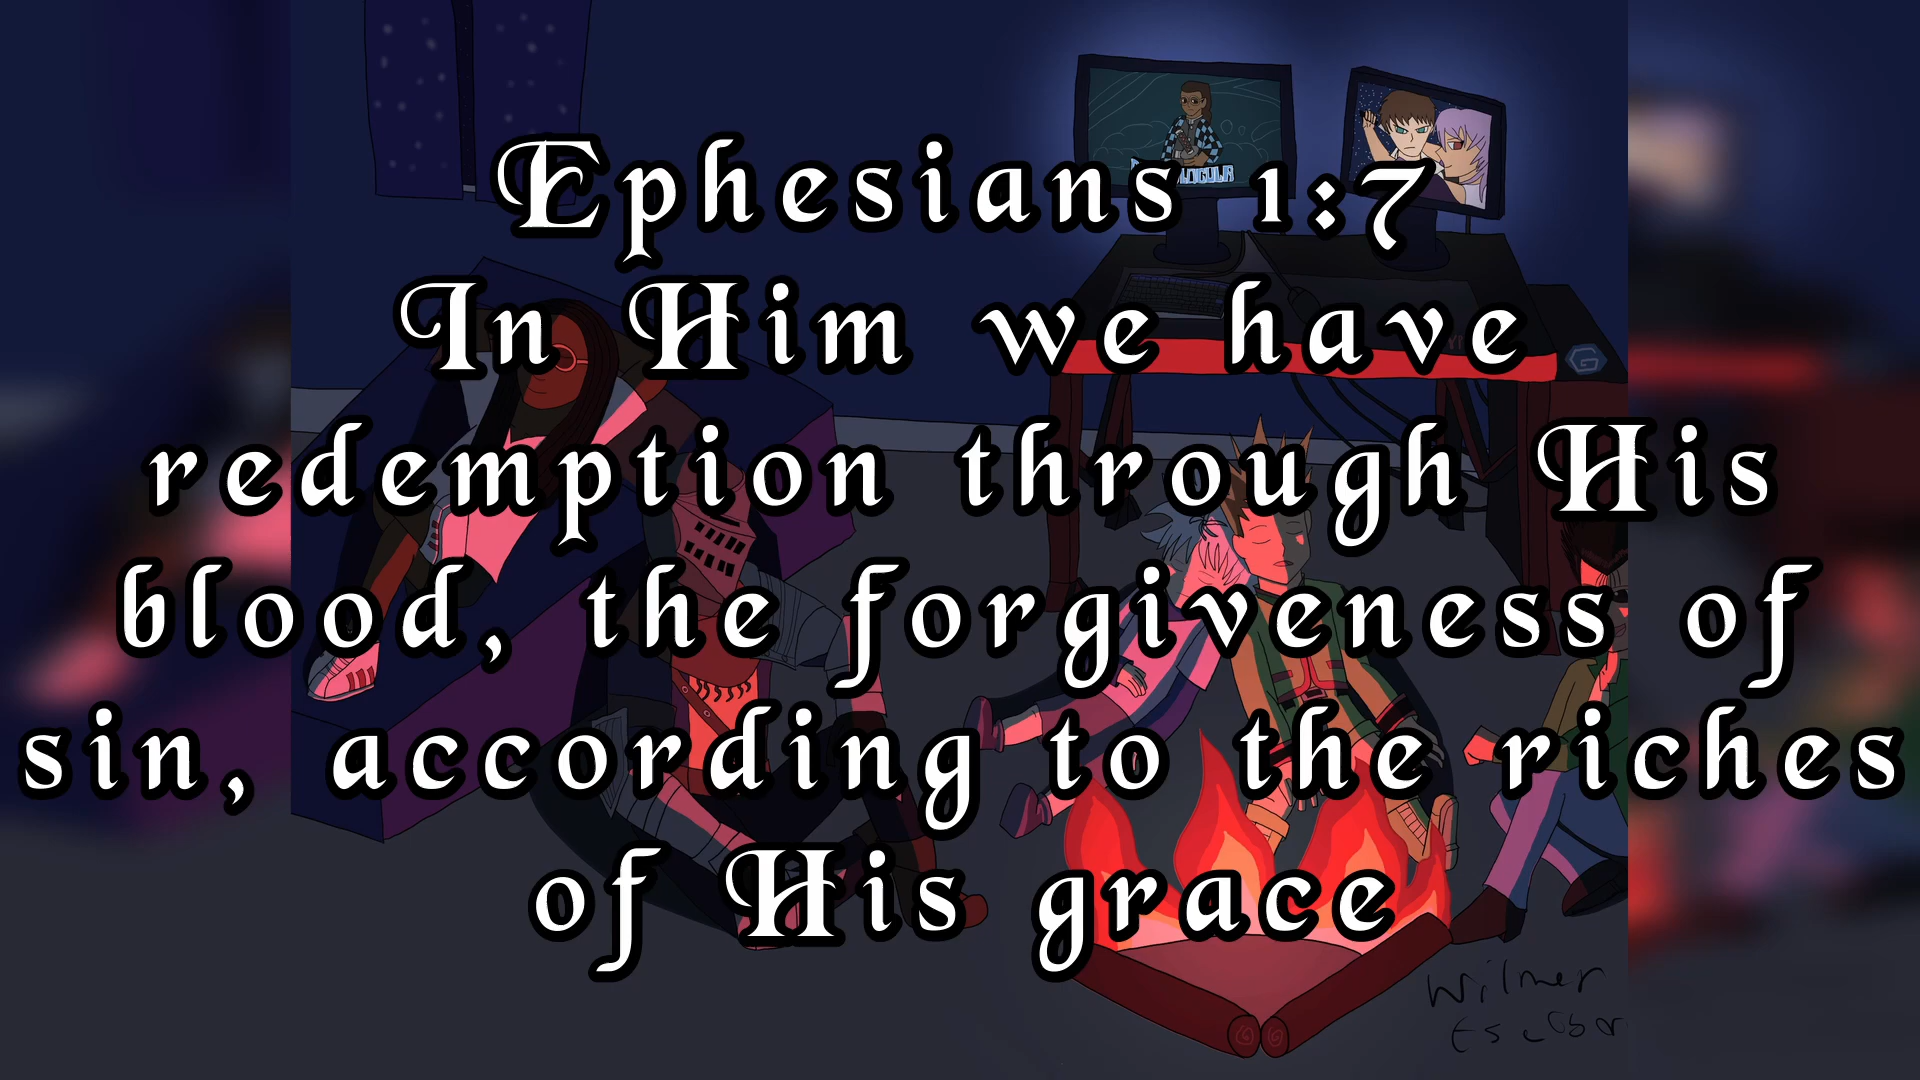 Ephesians 1:7
In Him we have
redemption through His
blood, the forgiveness of
sin, according to the riches
of His grace
Wilmer